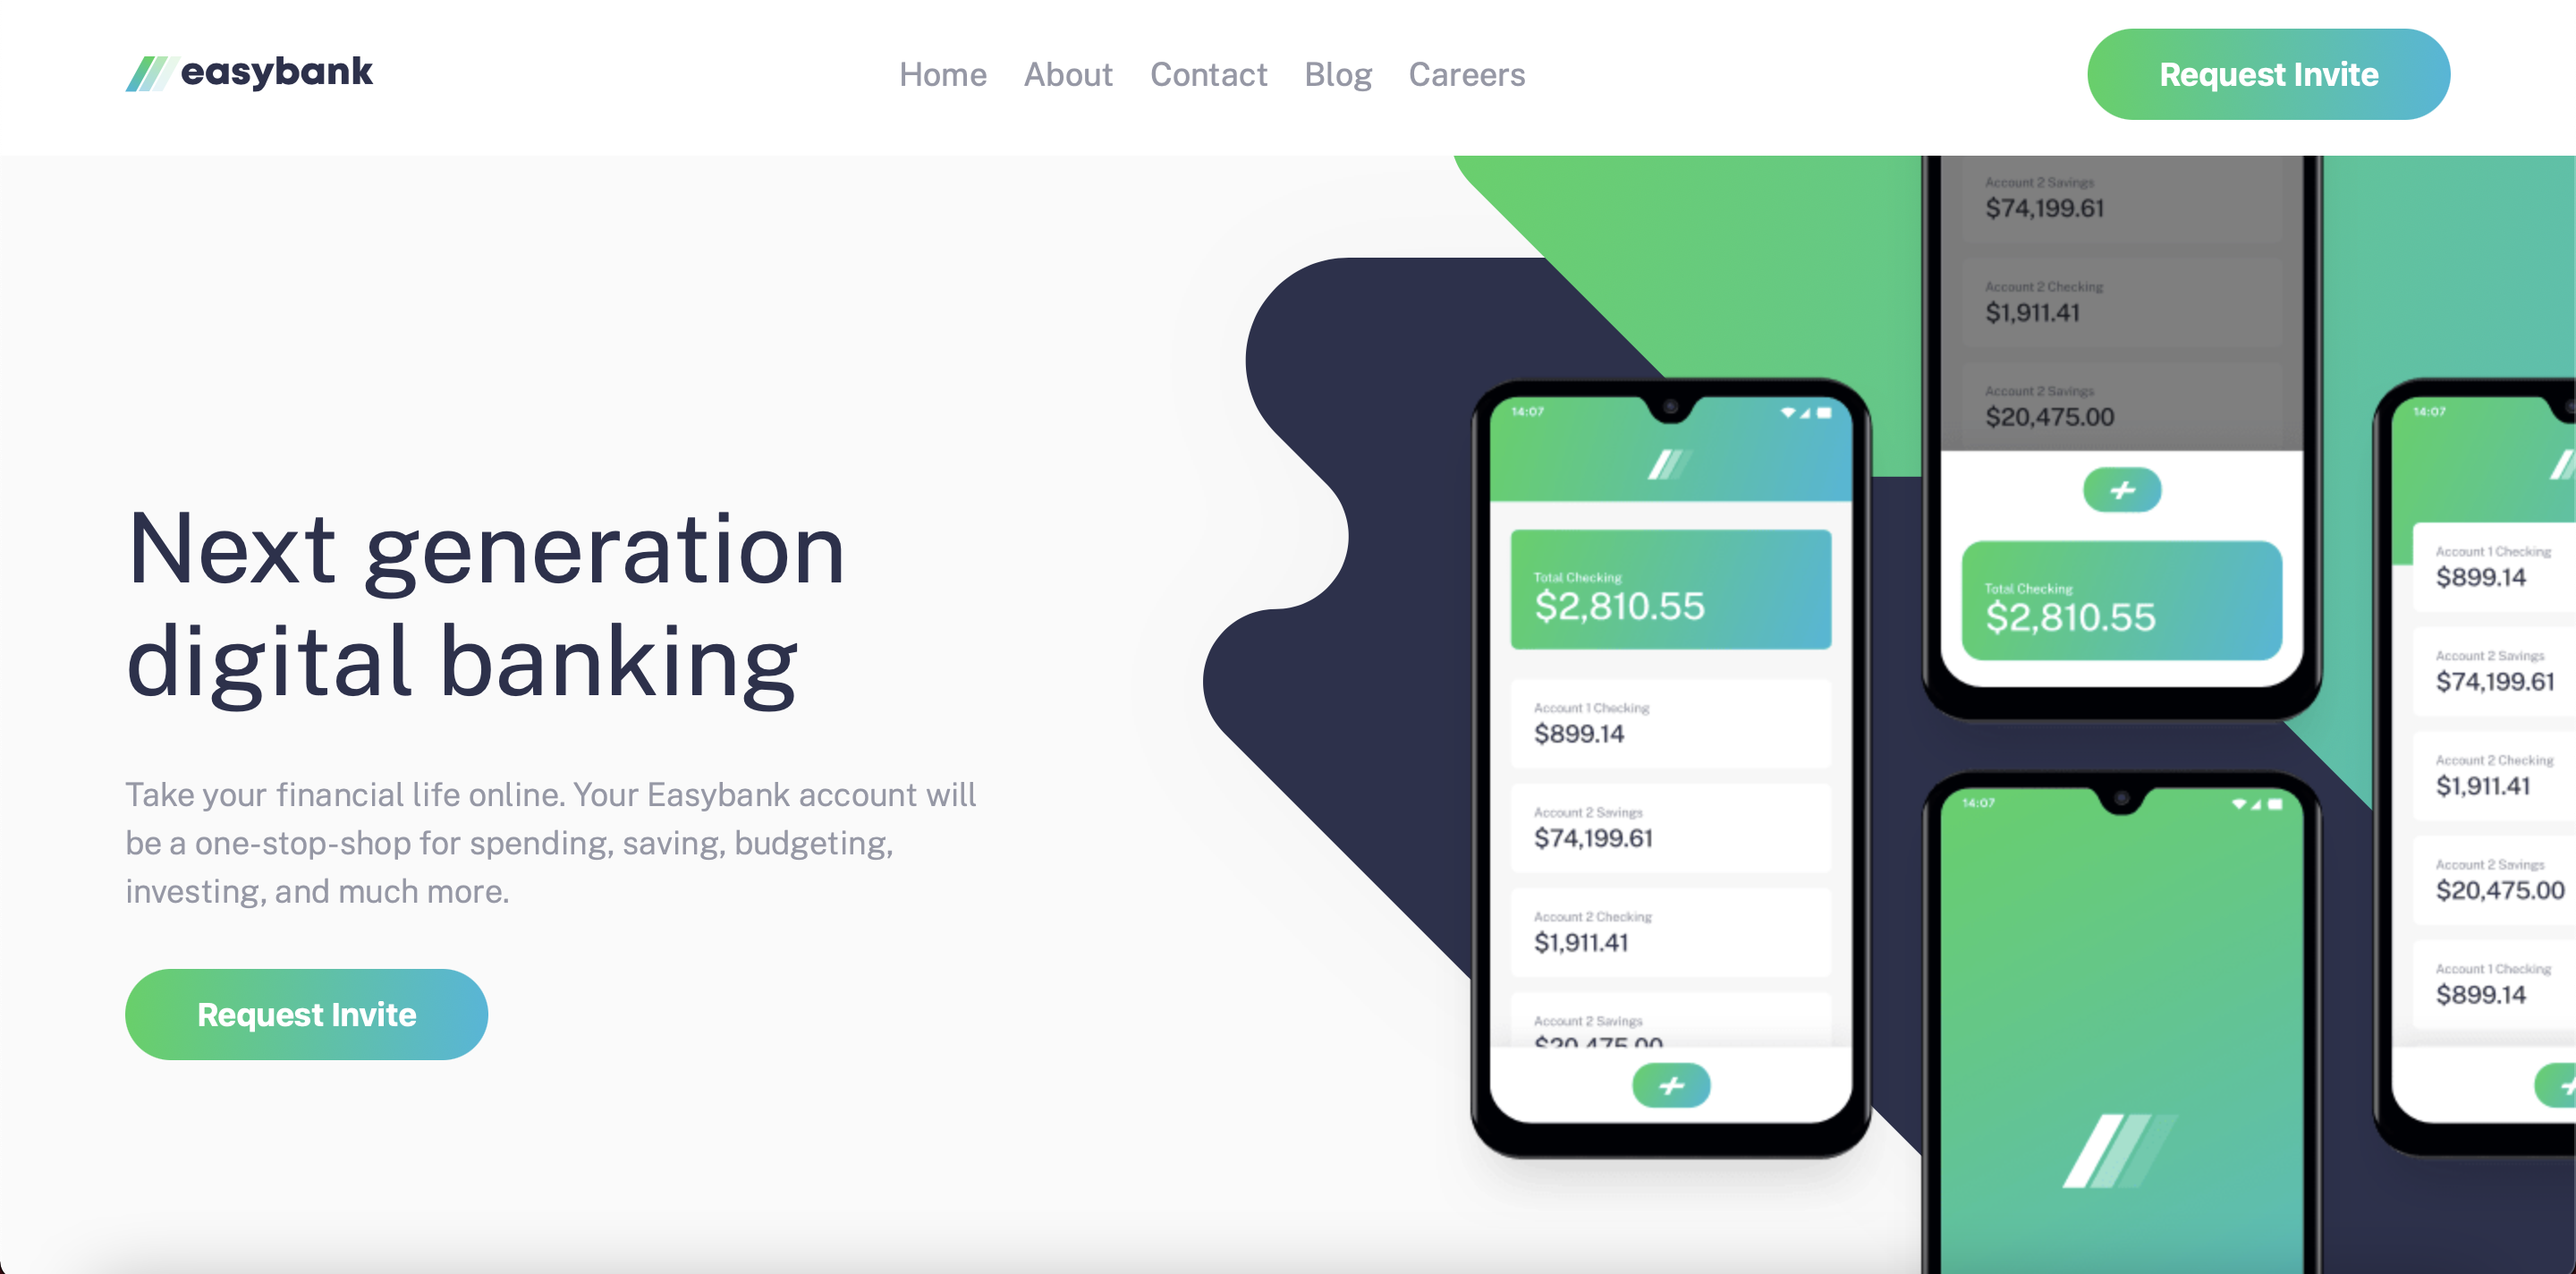 easybank
Home About Contact Blog Careers
Request Invite
Next generation
digital banking
Take your financial life online. Your Easybank account will
be a one-stop-shop for spending, saving, budgeting,
investing, and much more.
Request Invite
14:07
Total Checking
$2,810.55
Account 1 Checking
$899.14
Account 2 Savings
$74,199.61
Account 2 Checking
$1,911.41
Account 2 Savings
$20,475.00
Account 2 Savings
$74,199.61
Account 2 Checking
$1,911.41
Account 2 Savings
$20,475.00
Total Checking
$2,810.55
14:07
14:07
Account 1 Checking
$899.14
Account 2 Savings
$74,199.61
Account 2 Checking
$1,911.41
Account 2 Savings
$20,475.00
Account 1 Checking
$899.14